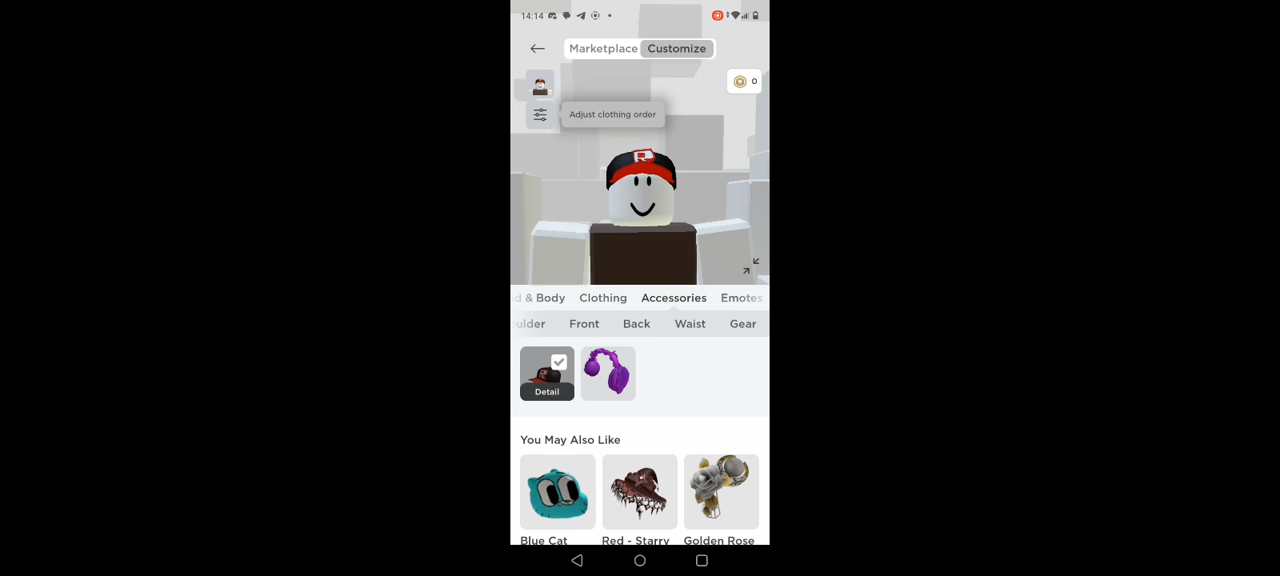 14:14
Marketplace Customize
0
Adjust clothing order
R
d & Body Clothing Accessories Emotes
oulder Front Back Waist Gear
Detail
You May Also Like
Blue Cat Red - Starry Golden Rose